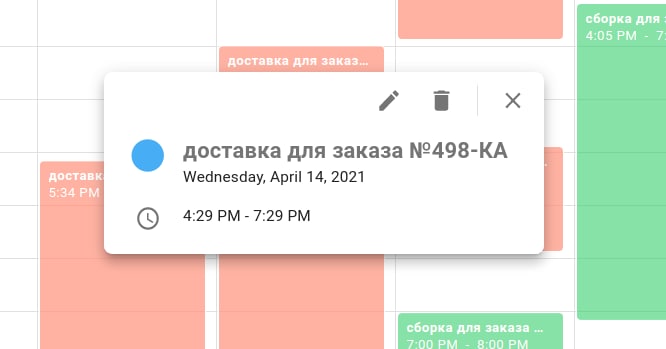 сборка для
4:05 PM - 7:
доставка для заказ...
доставка для заказа №498-КА
Wednesday, April 14, 2021
4:29 PM - 7:29 PM
5:34 PM
сборка для заказа ...
7:00 PM - 8:00 PM